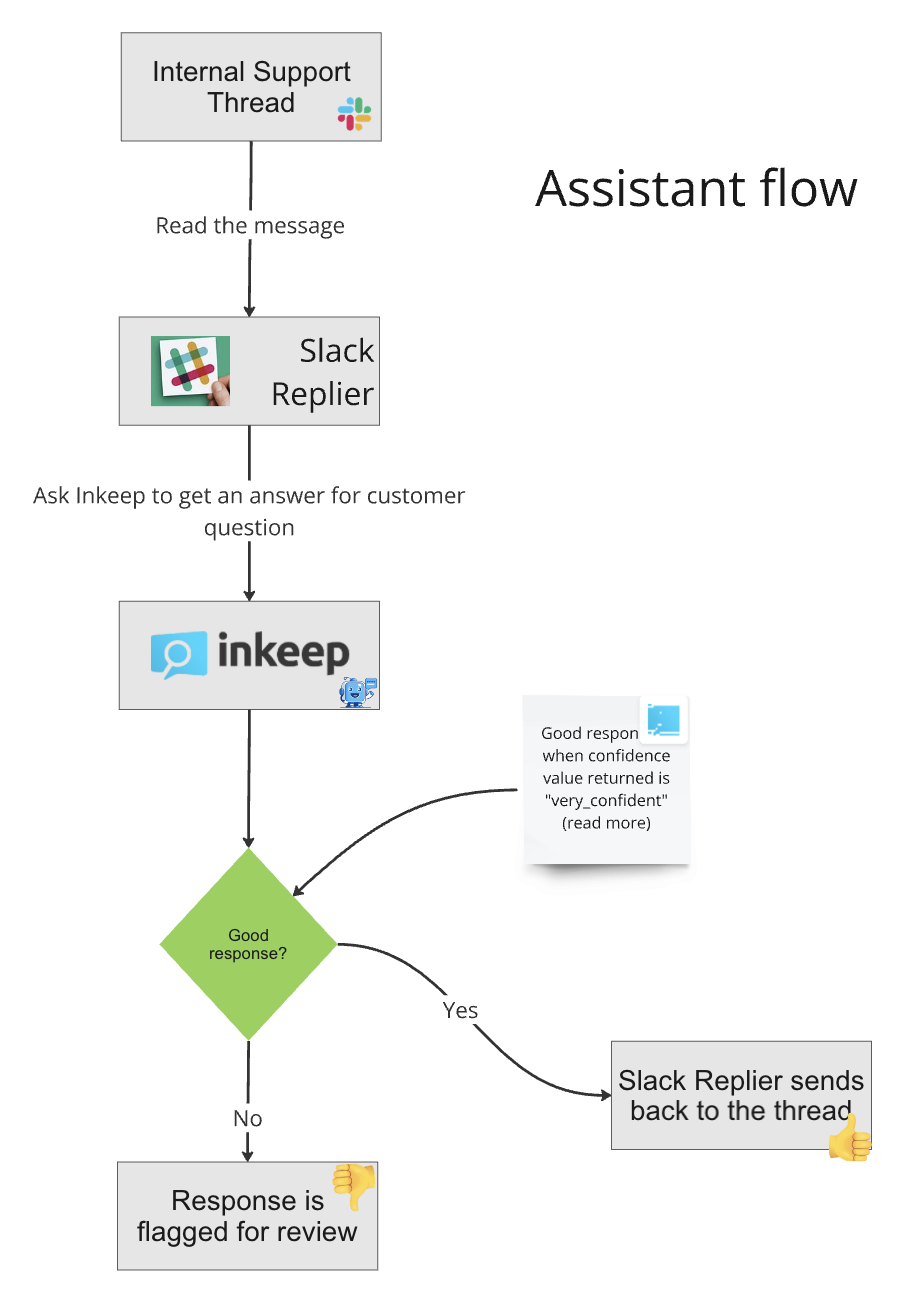 Internal Support
Thread
Assistant flow
Read the message
Slack
Replier
Ask Inkeep to get an answer for customer
question
inkeep
Good
when confidence
value returned is
"very_confident"
(read more)
Good
response?
Yes
Slack Replier sends
back to the thread
No
Response is
flagged for review